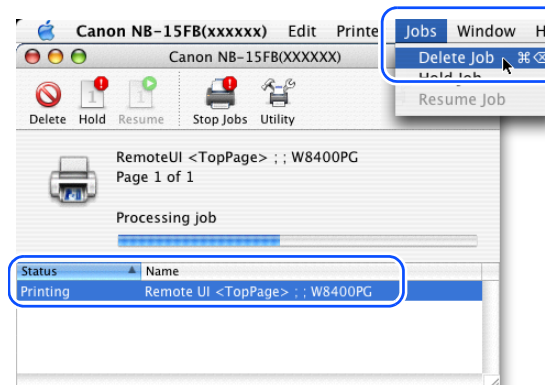 Canon NB-15FB(xxxxxx) Edit Printe Jobs Window H
Canon NB-15FB(XXXXXX)
Delete Job ⌘⌫
Hold Job
Resume Job
Delete Hold Resume Stop Jobs Utility
RemoteUI <TopPage> ; ; W8400PG
Page 1 of 1
Processing job
Status Name
Printing Remote UI <TopPage> ; ; W8400PG